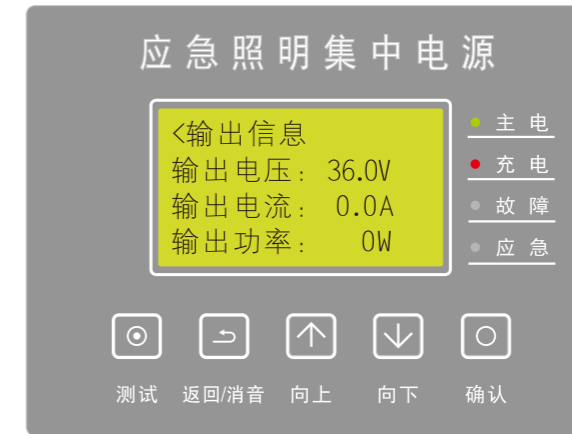 应急照明集中电源
<输出信息
输出电压: 36.0V
输出电流: 0.0A
输出功率: 0W
主电
充电
故障
应急
测试 返回/消音 向上 向下 确认